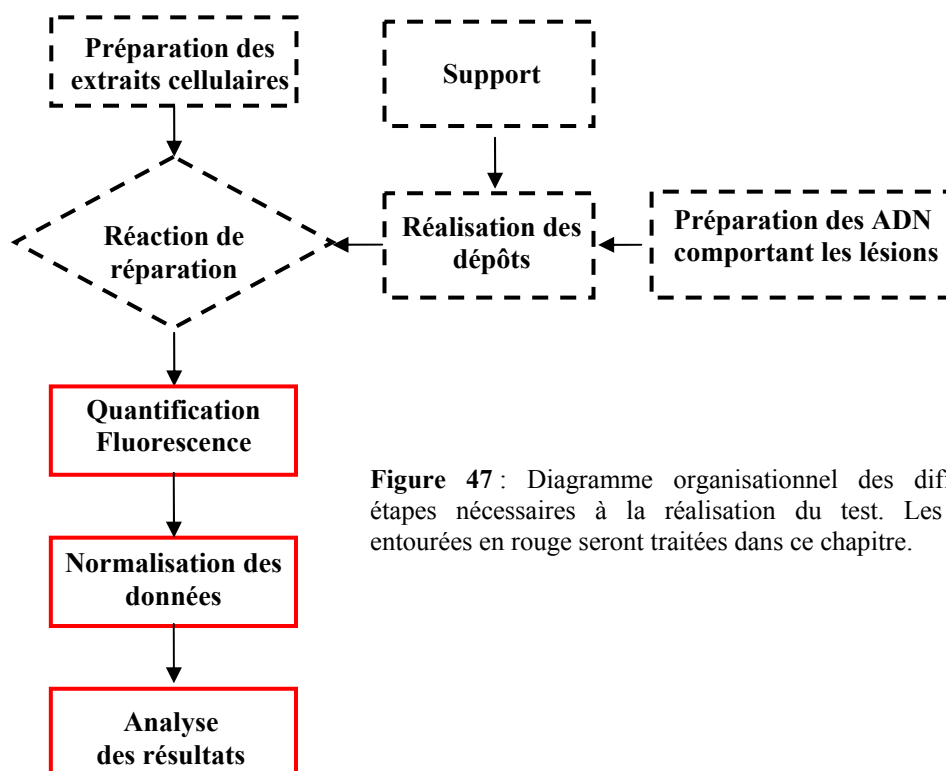 Préparation des
extraits cellulaires
Support
Réaction de
réparation
Réalisation des
dépôts
Préparation des ADN
comportant les lésions
Quantification
Fluorescence
Figure 47 : Diagramme organisationnel des
étapes nécessaires à la réalisation du test. Les
entourées en rouge seront traitées dans ce chapitre.
Normalisation des
données
Analyse
des résultats